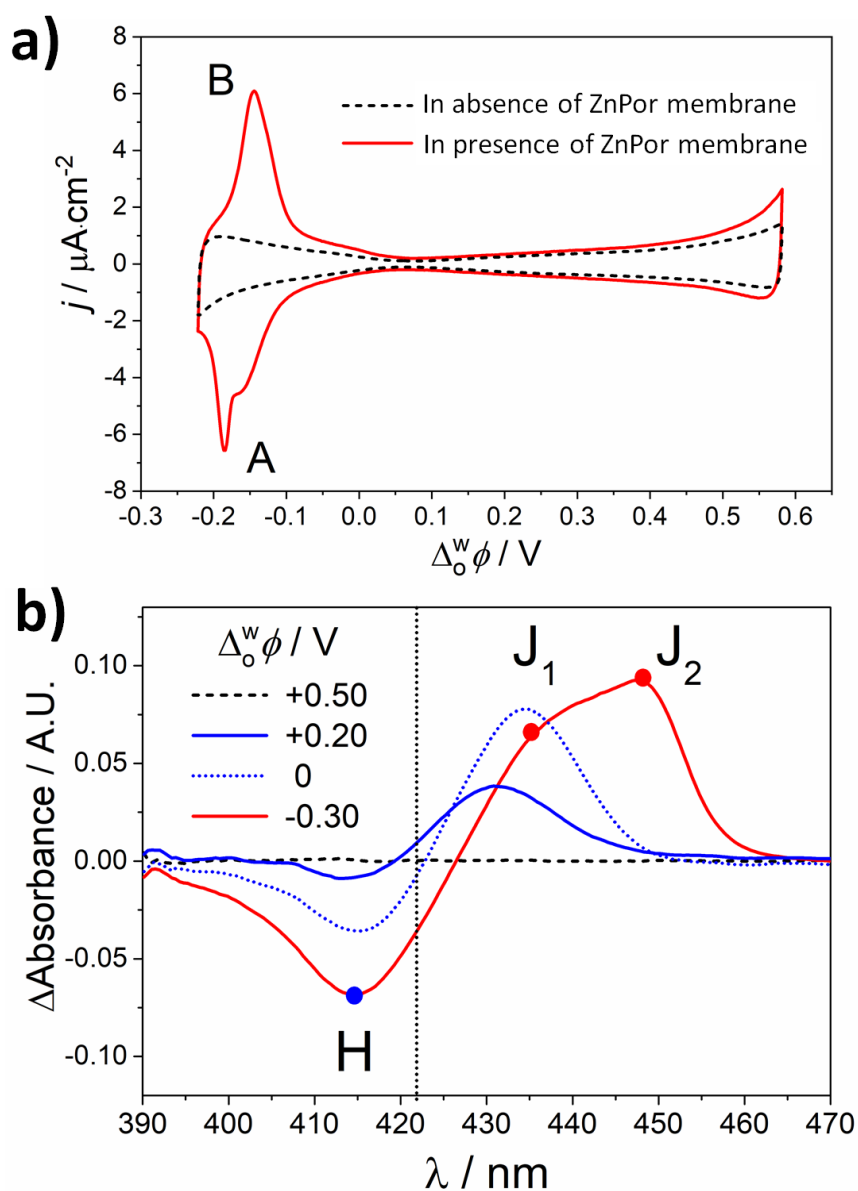 a)
8
6
4
2
0
-2
-4
-6
-8
B
A
In absence of ZnPor membrane
In presence of ZnPor membrane
j / μA·cm⁻²
-0.3 -0.2 -0.1 0.0 0.1 0.2 0.3 0.4 0.5 0.6
Δ_o^w ϕ / V
b)
Δ_o^w ϕ / V
+0.50
+0.20
0
-0.30
J₁
J₂
H
0.10
0.05
0.00
-0.05
-0.10
ΔAbsorbance / A.U.
390 400 410 420 430 440 450 460 470
λ / nm